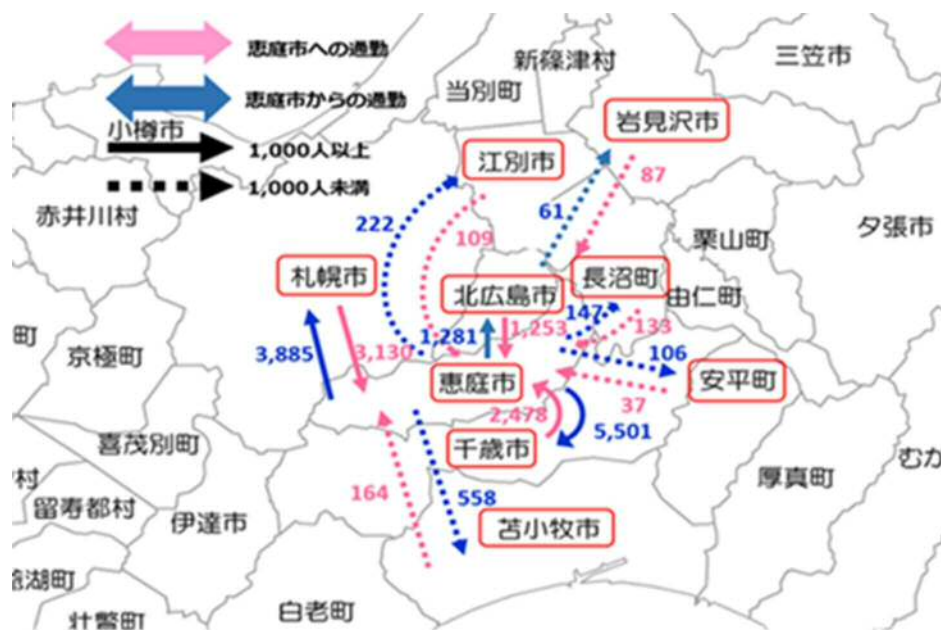 恵庭市への通勤
恵庭市からの通勤
小樽市
1,000人以上
1,000人未満
新篠津村
三笠市
当別町
岩見沢市
江別市
87
赤井川村
222
61
夕張市
109
栗山町
札幌市
長沼町
北広島市
由仁町
町
147
133
1,281
1,253
京極町
3,885
3,130
106
恵庭市
安平町
37
2,478
5,501
喜茂別町
千歳市
村
厚真町
むか
留寿都村
164
558
伊達市
苫小牧市
湖町
白老町
壮瞥町